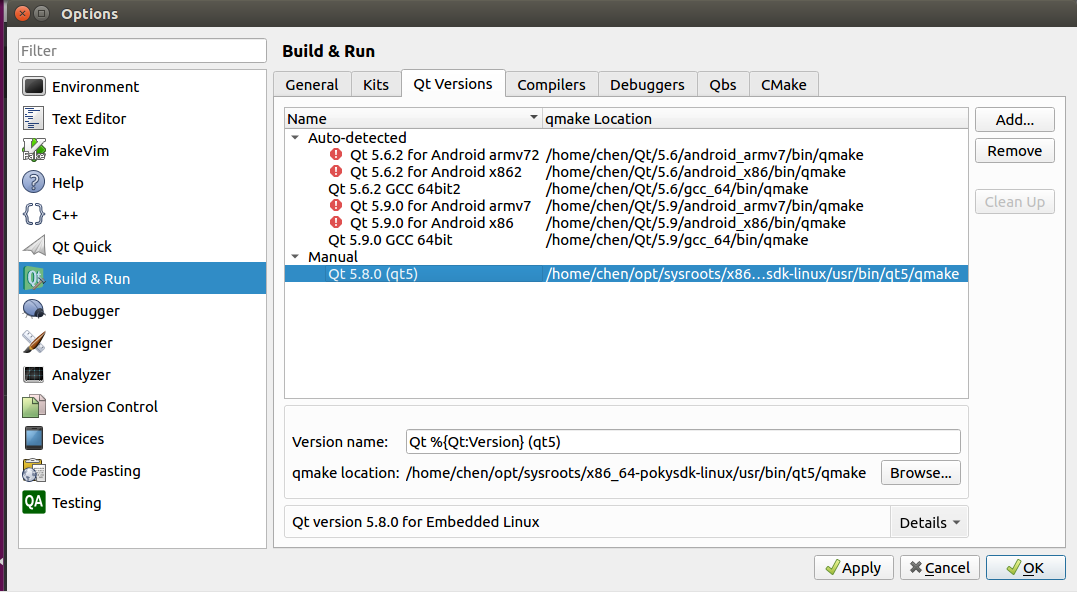 Options
Filter
Environment
Text Editor
FakeVim
Help
C++
Qt Quick
Build & Run
Debugger
Designer
Analyzer
Version Control
Devices
Code Pasting
QA Testing
Build & Run
General Kits Qt Versions Compilers Debuggers Qbs CMake
Name qmake Location
Auto-detected
Qt 5.6.2 for Android armv72 /home/chen/Qt/5.6/android_armv7/bin/qmake
Qt 5.6.2 for Android x862 /home/chen/Qt/5.6/android_x86/bin/qmake
Qt 5.6.2 GCC 64bit2 /home/chen/Qt/5.6/gcc_64/bin/qmake
Qt 5.9.0 for Android armv7 /home/chen/Qt/5.9/android_armv7/bin/qmake
Qt 5.9.0 for Android x86 /home/chen/Qt/5.9/android_x86/bin/qmake
Qt 5.9.0 GCC 64bit /home/chen/Qt/5.9/gcc_64/bin/qmake
Manual
Qt 5.8.0 (qt5) /home/chen/opt/sysroots/x86...sdk-linux/usr/bin/qt5/qmake
Add...
Remove
Clean Up
Version name: Qt %{Qt:Version} (qt5)
qmake location: /home/chen/opt/sysroots/x86_64-pokysdk-linux/usr/bin/qt5/qmake Browse...
Qt version 5.8.0 for Embedded Linux Details
Apply Cancel OK